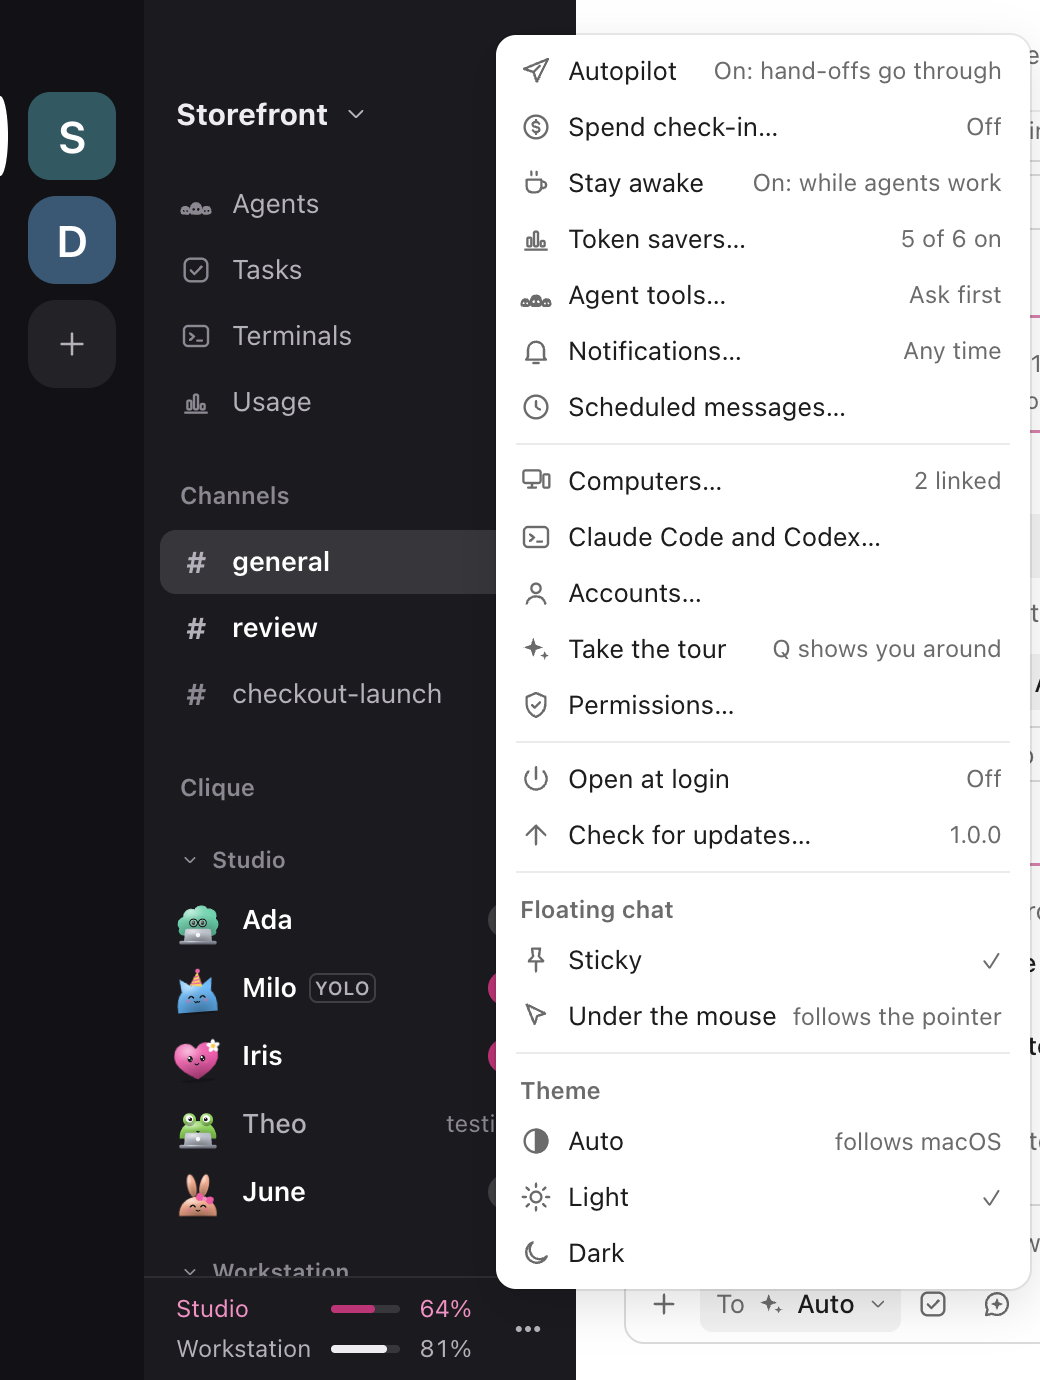 S
D
Storefront
Agents
Tasks
Terminals
Usage
Channels
# general
# review
# checkout-launch
Clique
Studio
Ada
Milo YOLO
Iris
Theo
June
Workstation
Studio 64%
Workstation 81%
Autopilot On: hand-offs go through
Spend check-in... Off
Stay awake On: while agents work
Token savers... 5 of 6 on
Agent tools... Ask first
Notifications... Any time
Scheduled messages...
Computers... 2 linked
Claude Code and Codex...
Accounts...
Take the tour Q shows you around
Permissions...
Open at login Off
Check for updates... 1.0.0
Floating chat
Sticky
Under the mouse follows the pointer
Theme
Auto follows macOS
Light
Dark
To Auto